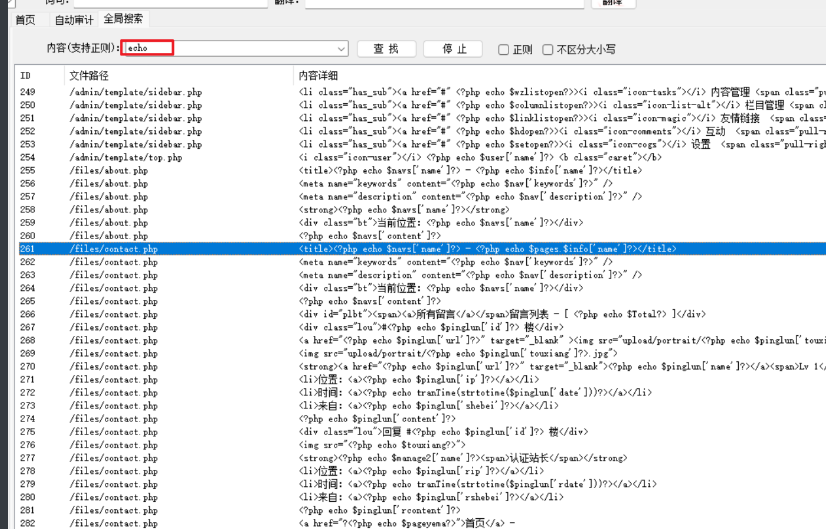 翻译:
翻译
首页 自动审计 全局搜索
内容(支持正则): echo 查 找 停 止 正则 不区分大小写
ID 文件路径 内容详细
249 /admin/template/sidebar.php <li class="has_sub"><a href="#" <?php echo $wzlistopen?>><i class="icon-tasks"></i> 内容管理 <span class="pu
250 /admin/template/sidebar.php <li class="has_sub"><a href="#" <?php echo $columnlistopen?>><i class="icon-list-alt"></i> 栏目管理 <span cl
251 /admin/template/sidebar.php <li class="has_sub"><a href="#" <?php echo $linklistopen?>><i class="icon-magic"></i> 友情链接 <span class=
252 /admin/template/sidebar.php <li class="has_sub"><a href="#" <?php echo $hdopen?>><i class="icon-comments"></i> 互动 <span class="pull-r
253 /admin/template/sidebar.php <li class="has_sub"><a href="#" <?php echo $setopen?>><i class="icon-cogs"></i> 设置 <span class="pull-righ
254 /admin/template/top.php <i class="icon-user"></i> <?php echo $user['name']?> <b class="caret"></b>
255 /files/about.php <title><?php echo $navs['name']?> - <?php echo $info['name']?></title>
256 /files/about.php <meta name="keywords" content="<?php echo $nav['keywords']?>" />
257 /files/about.php <meta name="description" content="<?php echo $nav['description']?>" />
258 /files/about.php <strong><?php echo $navs['name']?></strong>
259 /files/about.php <div class="bt">当前位置: <?php echo $navs['name']?></div>
260 /files/about.php <?php echo $navs['content']?>
261 /files/contact.php <title><?php echo $navs['name']?> - <?php echo $pages.$info['name']?></title>
262 /files/contact.php <meta name="keywords" content="<?php echo $nav['keywords']?>" />
263 /files/contact.php <meta name="description" content="<?php echo $nav['description']?>" />
264 /files/contact.php <div class="bt">当前位置: <?php echo $navs['name']?></div>
265 /files/contact.php <?php echo $navs['content']?>
266 /files/contact.php <div id="plbt"><span><a>所有留言</a></span>留言列表 - [ <?php echo $Total?> ]</div>
267 /files/contact.php <div class="lou">#<?php echo $pinglun['id']?> 楼</div>
268 /files/contact.php <a href="<?php echo $pinglun['url']?>" target="_blank" ><img src="upload/portrait/<?php echo $pinglun['touxi
269 /files/contact.php <img src="upload/portrait/<?php echo $pinglun['touxiang']?>.jpg">
270 /files/contact.php <strong><a href="<?php echo $pinglun['url']?>" target="_blank"><?php echo $pinglun['name']?></a><span>Lv 1</
271 /files/contact.php <li>位置: <a><?php echo $pinglun['ip']?></a></li>
272 /files/contact.php <li>时间: <a><?php echo tranTime(strtotime($pinglun['date']))?></a></li>
273 /files/contact.php <li>来自: <a><?php echo $pinglun['shebei']?></a></li>
274 /files/contact.php <?php echo $pinglun['content']?>
275 /files/contact.php <div class="lou">回复 #<?php echo $pinglun['id']?> 楼</div>
276 /files/contact.php <img src="<?php echo $touxiang?>">
277 /files/contact.php <strong><?php echo $manage2['name']?><span>认证站长</span></strong>
278 /files/contact.php <li>位置: <a><?php echo $pinglun['rip']?></a></li>
279 /files/contact.php <li>时间: <a><?php echo tranTime(strtotime($pinglun['rdate']))?></a></li>
280 /files/contact.php <li>来自: <a><?php echo $pinglun['rshebei']?></a></li>
281 /files/contact.php <?php echo $pinglun['rcontent']?>
282 /files/contact.php <a href="?<?php echo $pageyema?>">首页</a> -